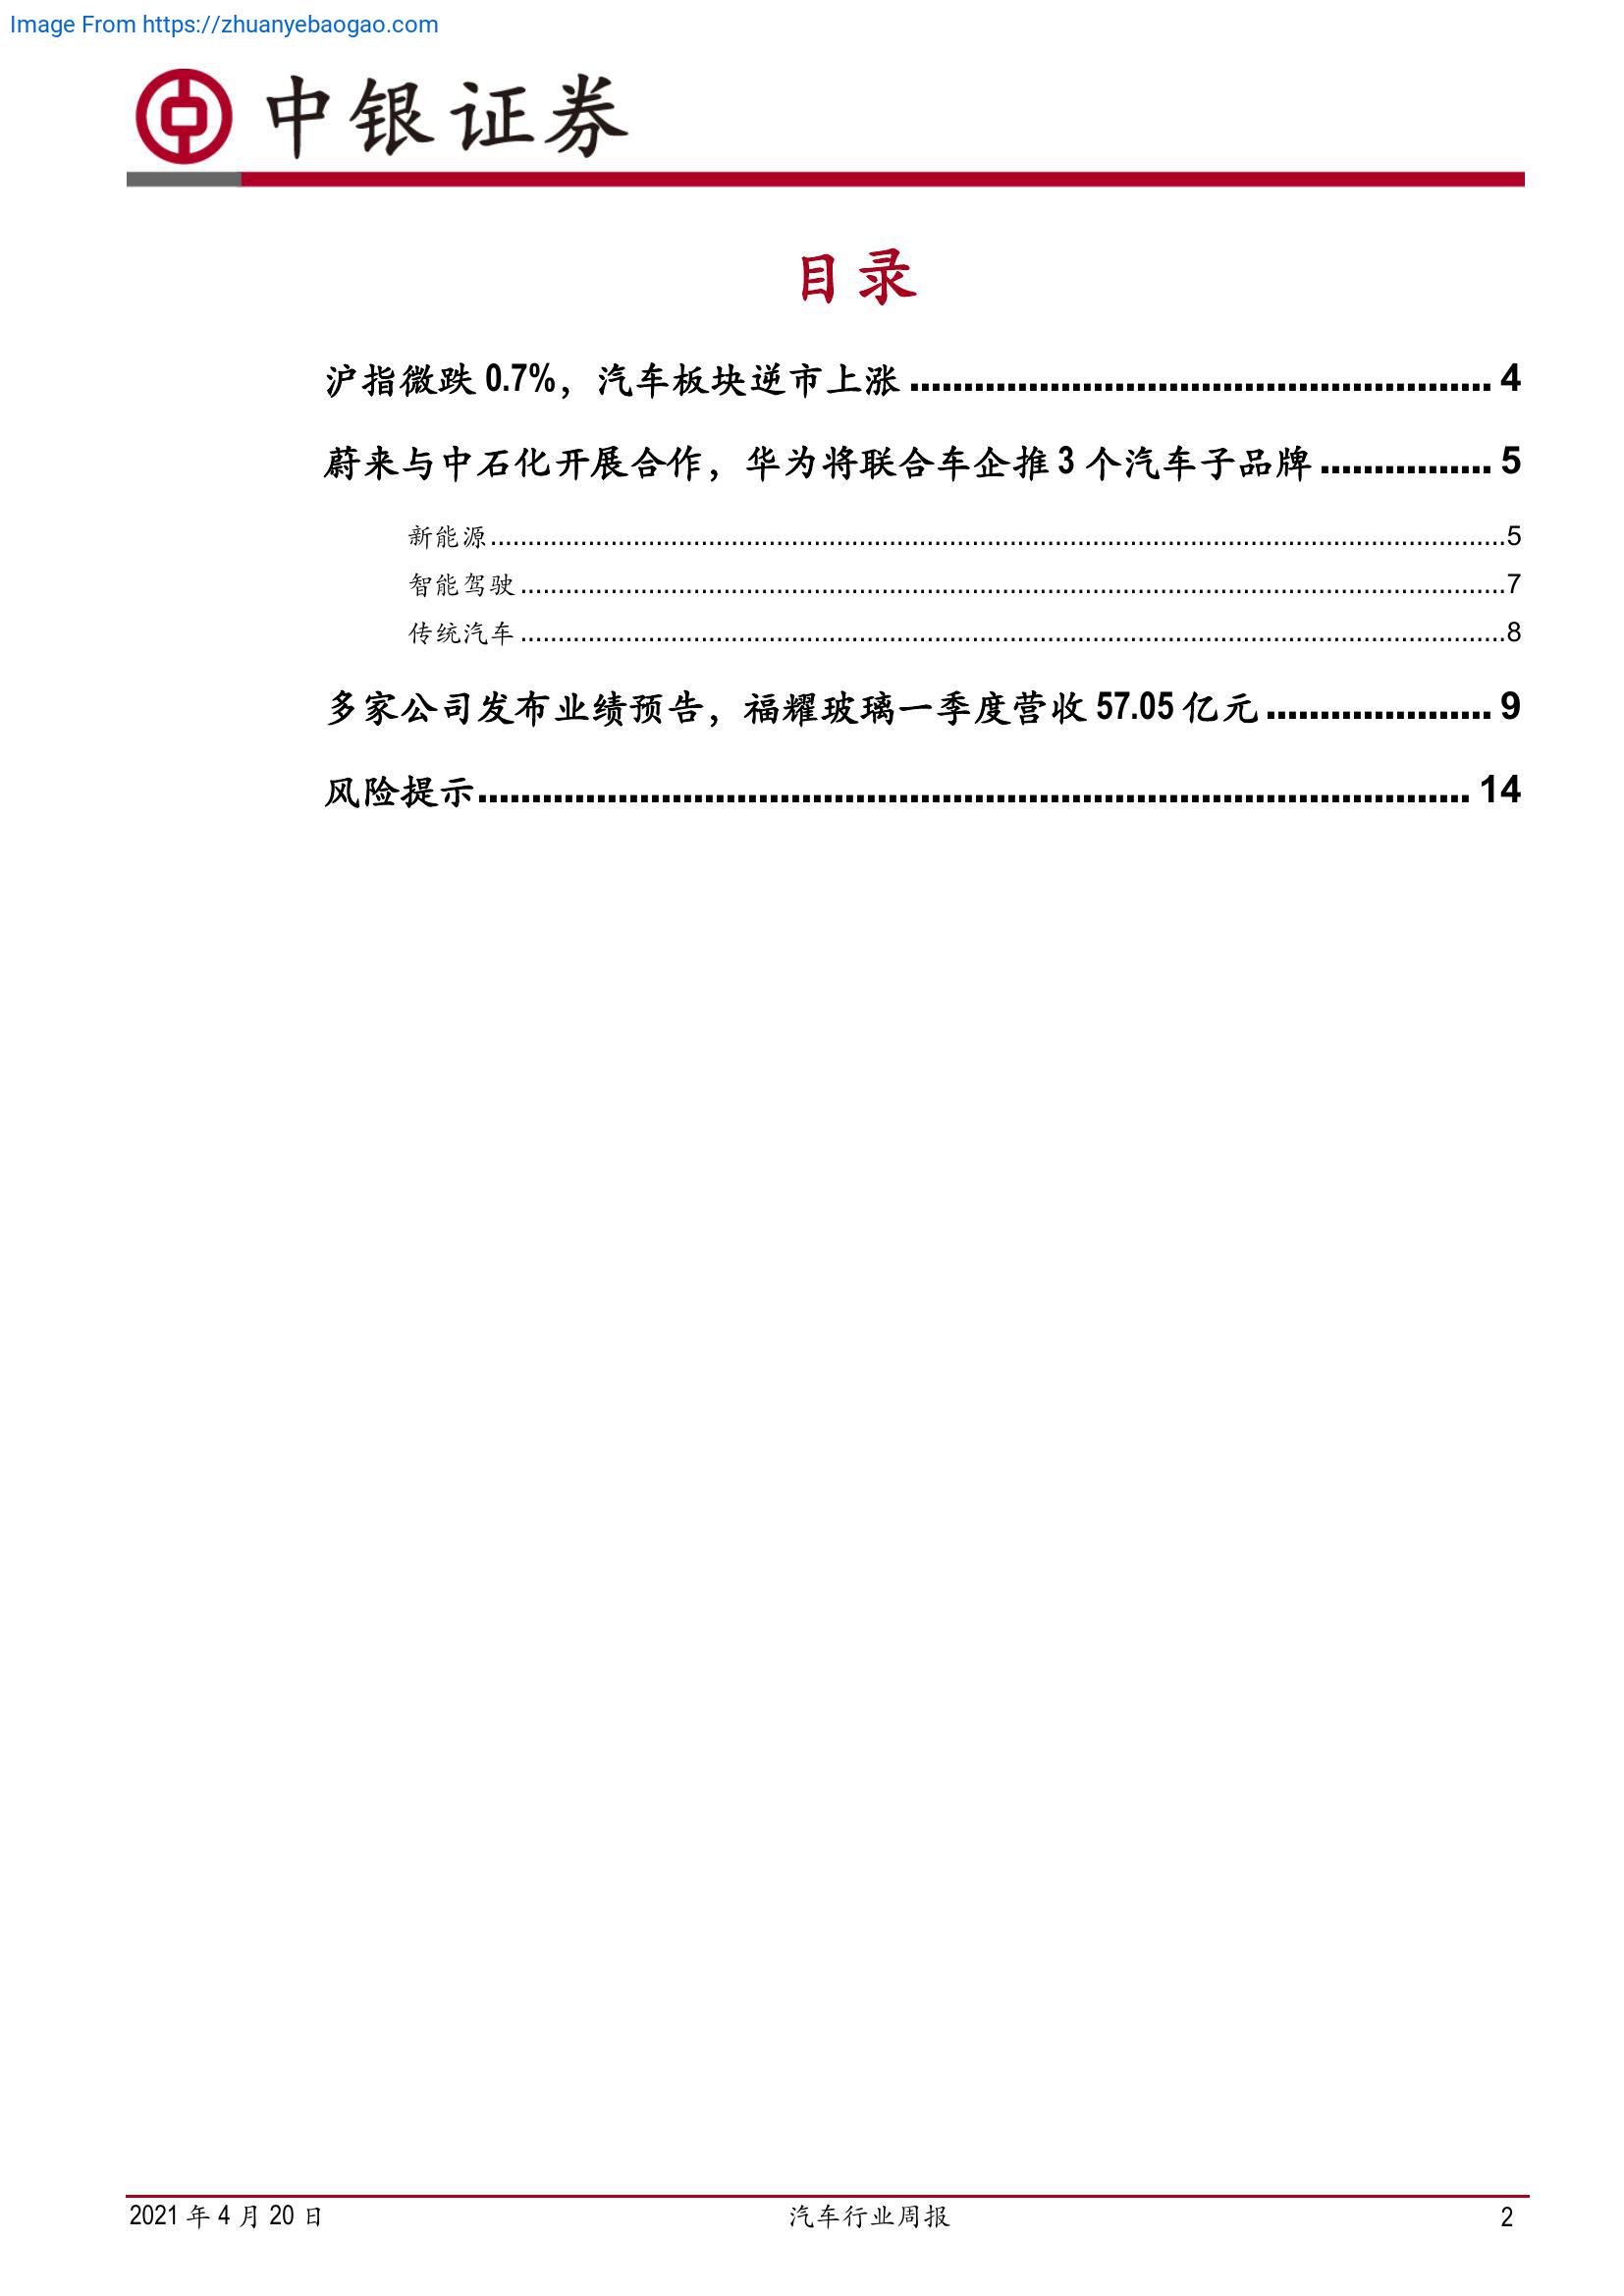 Image From https://zhuanyebaogao.com
中银证券
目录
沪指微跌 0.7%，汽车板块逆市上涨 ...................................................... 4
蔚来与中石化开展合作，华为将联合车企推 3 个汽车子品牌 ................ 5
新能源 ........................................................................................................................................5
智能驾驶 ....................................................................................................................................7
传统汽车 ....................................................................................................................................8
多家公司发布业绩预告，福耀玻璃一季度营收 57.05 亿元 ..................... 9
风险提示 ............................................................................................ 14
2021 年 4 月 20 日 汽车行业周报 2